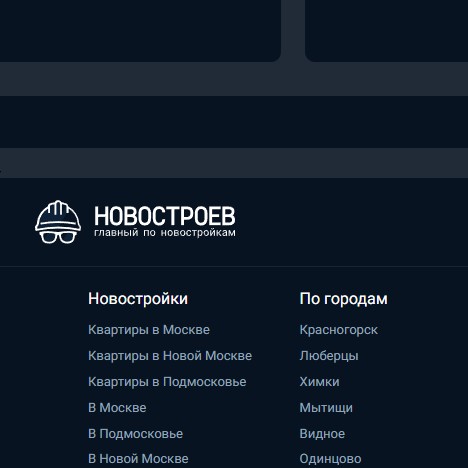 НОВОСТРОЕВ
главный по новостройкам
Новостройки
Квартиры в Москве
Квартиры в Новой Москве
Квартиры в Подмосковье
В Москве
В Подмосковье
В Новой Москве
По городам
Красногорск
Люберцы
Химки
Мытищи
Видное
Одинцово